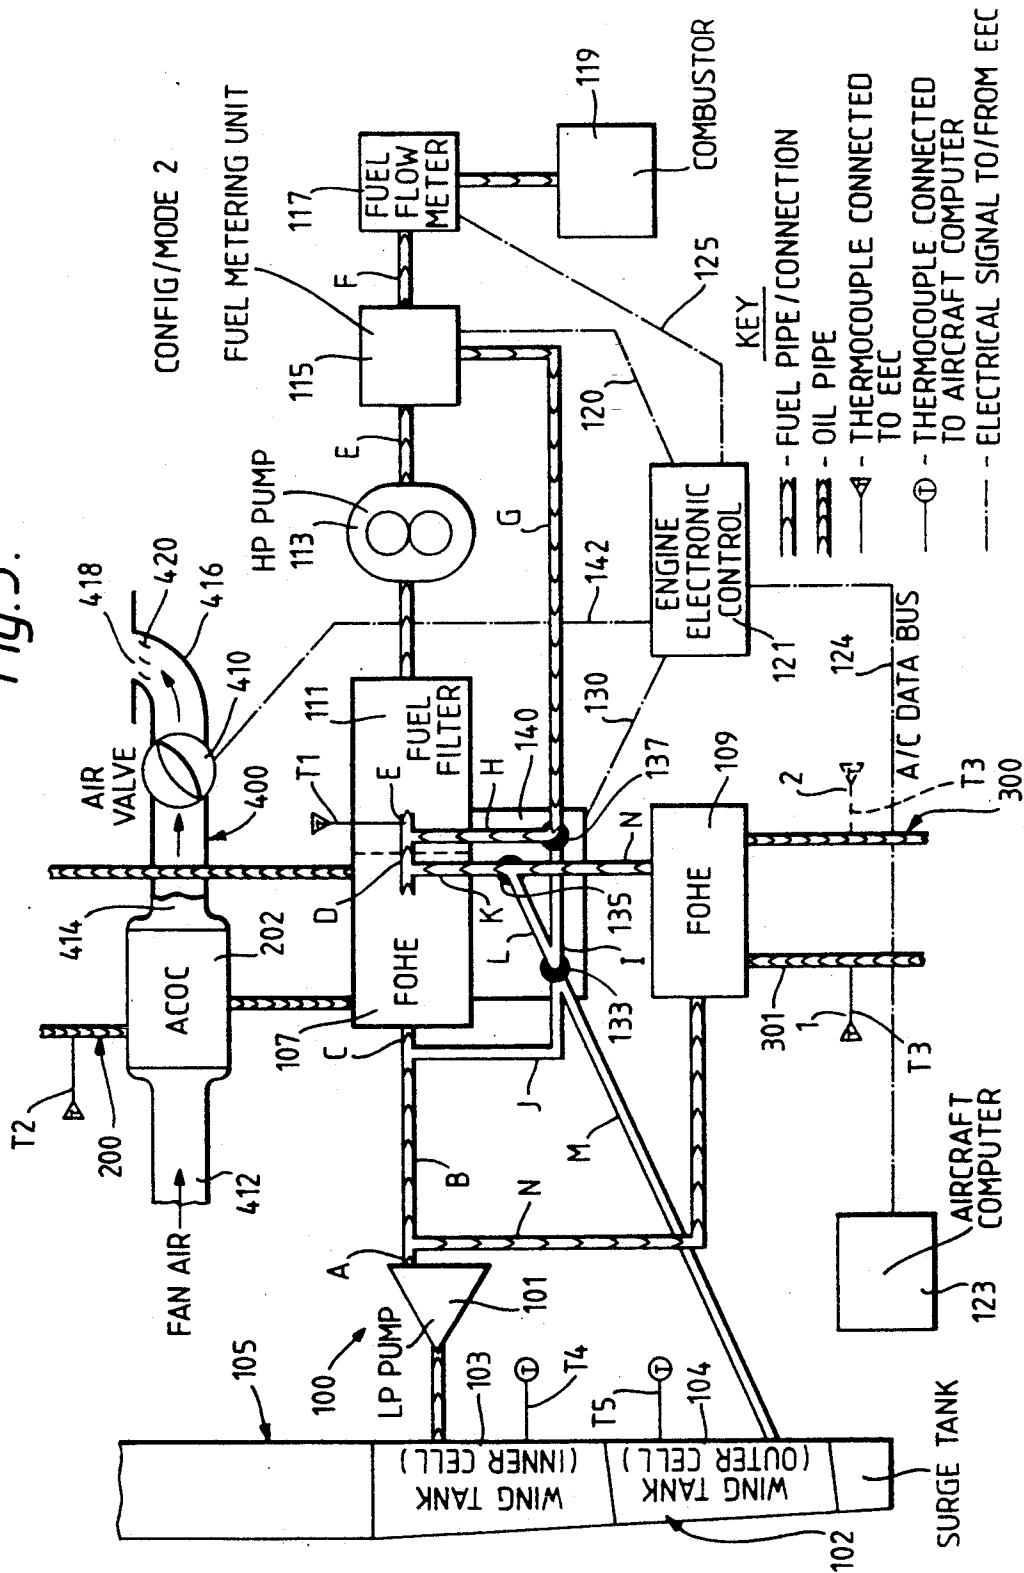 Fig.3.
CONFIG/MODE 2
FUEL METERING UNIT
FAN AIR
412
T2
200
ACOC
414
202
AIR
VALVE
400
410
416
420
418
105
100
LP PUMP
101
A
B
C
107
FOHE
D
T1
E
111
FUEL
FILTER
HP PUMP
113
E
115
F
117
FUEL
FLOW
METER
119
COMBUSTOR
J
K
L
H
140
G
I
133
135
137
M
N
N
130
142
120
125
103
WING TANK
(INNER CELL)
T4
T5
104
WING TANK
(OUTER CELL)
102
SURGE TANK
FOHE
109
ENGINE
ELECTRONIC
CONTROL
121
124
A/C DATA BUS
301
1
T3
2
T3
300
AIRCRAFT
COMPUTER
123
KEY
- FUEL PIPE/CONNECTION
- OIL PIPE
- THERMOCOUPLE CONNECTED
TO EEC
T - THERMOCOUPLE CONNECTED
TO AIRCRAFT COMPUTER
- ELECTRICAL SIGNAL TO/FROM EEC